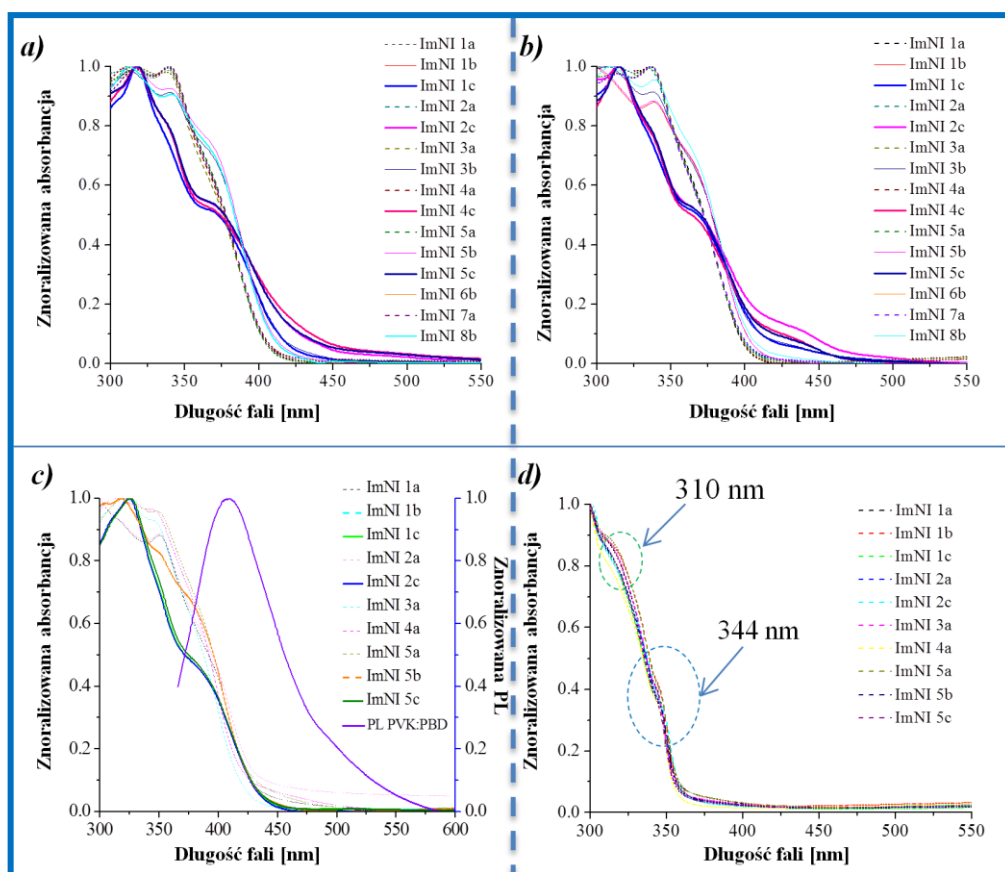 a)
Znoralizowana absorbancja
1.0
0.8
0.6
0.4
0.2
0.0
300 350 400 450 500 550
Długość fali [nm]
ImNI 1a
ImNI 1b
ImNI 1c
ImNI 2a
ImNI 2c
ImNI 3a
ImNI 3b
ImNI 4a
ImNI 4c
ImNI 5a
ImNI 5b
ImNI 5c
ImNI 6b
ImNI 7a
ImNI 8b
b)
Znoralizowana absorbancja
1.0
0.8
0.6
0.4
0.2
0.0
300 350 400 450 500 550
Długość fali [nm]
ImNI 1a
ImNI 1b
ImNI 1c
ImNI 2a
ImNI 2c
ImNI 3a
ImNI 3b
ImNI 4a
ImNI 4c
ImNI 5a
ImNI 5b
ImNI 5c
ImNI 6b
ImNI 7a
ImNI 8b
c)
Znoralizowana absorbancja
1.0
0.8
0.6
0.4
0.2
0.0
300 350 400 450 500 550 600
Długość fali [nm]
ImNI 1a
ImNI 1b
ImNI 1c
ImNI 2a
ImNI 2c
ImNI 3a
ImNI 4a
ImNI 5a
ImNI 5b
ImNI 5c
PL PVK:PBD
1.0
0.8
0.6
0.4
0.2
0.0
Znoralizowana PL
d)
Znoralizowana absorbancja
1.0
0.8
0.6
0.4
0.2
0.0
300 350 400 450 500 550
Długość fali [nm]
310 nm
344 nm
ImNI 1a
ImNI 1b
ImNI 1c
ImNI 2a
ImNI 2c
ImNI 3a
ImNI 4a
ImNI 5a
ImNI 5b
ImNI 5c